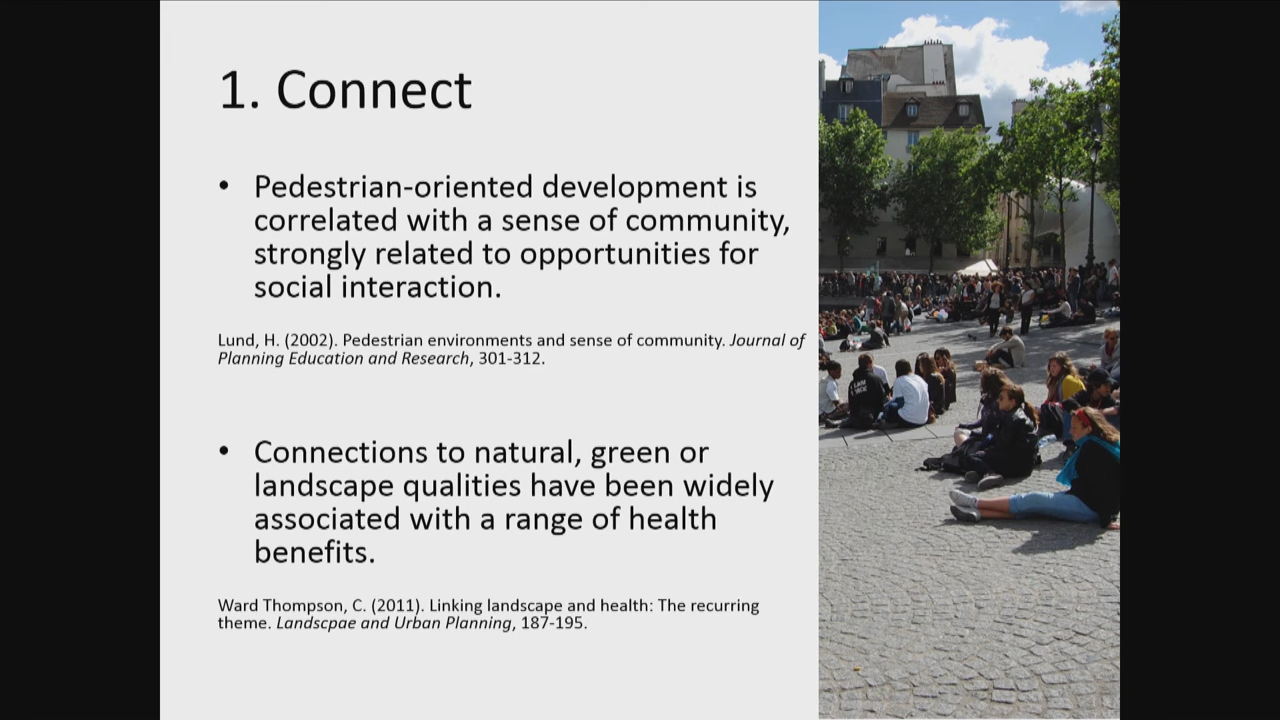 1. Connect
• Pedestrian-oriented development is
correlated with a sense of community,
strongly related to opportunities for
social interaction.
Lund, H. (2002). Pedestrian environments and sense of community. Journal of
Planning Education and Research, 301-312.
• Connections to natural, green or
landscape qualities have been widely
associated with a range of health
benefits.
Ward Thompson, C. (2011). Linking landscape and health: The recurring
theme. Landscpae and Urban Planning, 187-195.